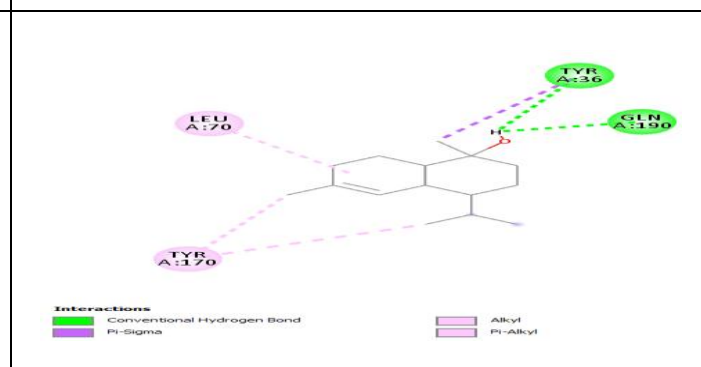 TYR
A:36
LEU
A:70
GLN
A:190
H
O
TYR
A:170
Interactions
Conventional Hydrogen Bond
Pi-Sigma
Alkyl
Pi-Alkyl